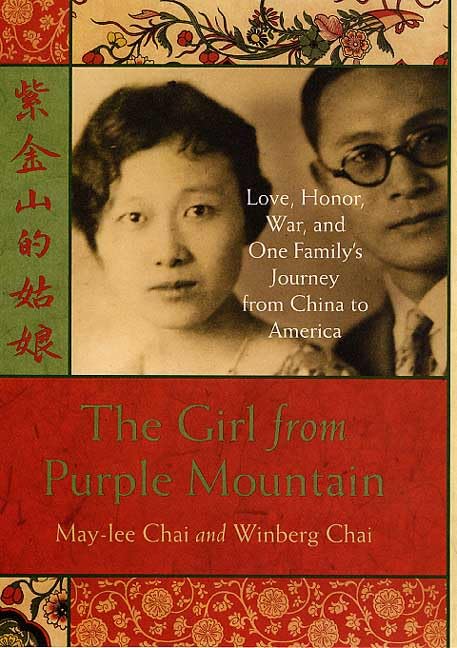 紫金山的姑娘
Love, Honor,
War, and
One Family's
Journey
from China to
America
The Girl from
Purple Mountain
May-lee Chai and Winberg Chai